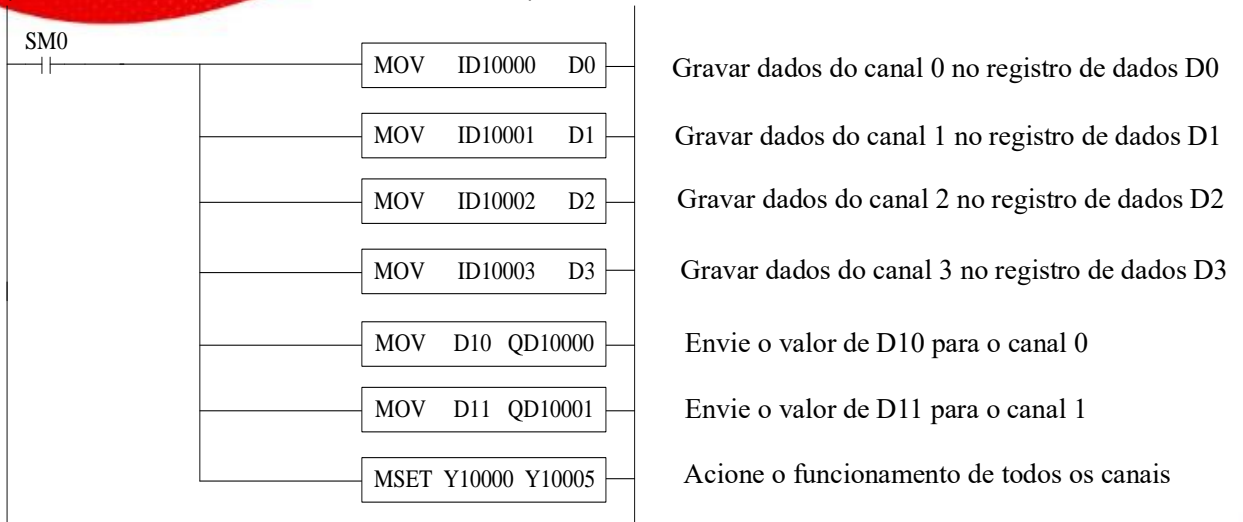 SM0
MOV ID10000 D0 Gravar dados do canal 0 no registro de dados D0
MOV ID10001 D1 Gravar dados do canal 1 no registro de dados D1
MOV ID10002 D2 Gravar dados do canal 2 no registro de dados D2
MOV ID10003 D3 Gravar dados do canal 3 no registro de dados D3
MOV D10 QD10000 Envie o valor de D10 para o canal 0
MOV D11 QD10001 Envie o valor de D11 para o canal 1
MSET Y10000 Y10005 Acione o funcionamento de todos os canais